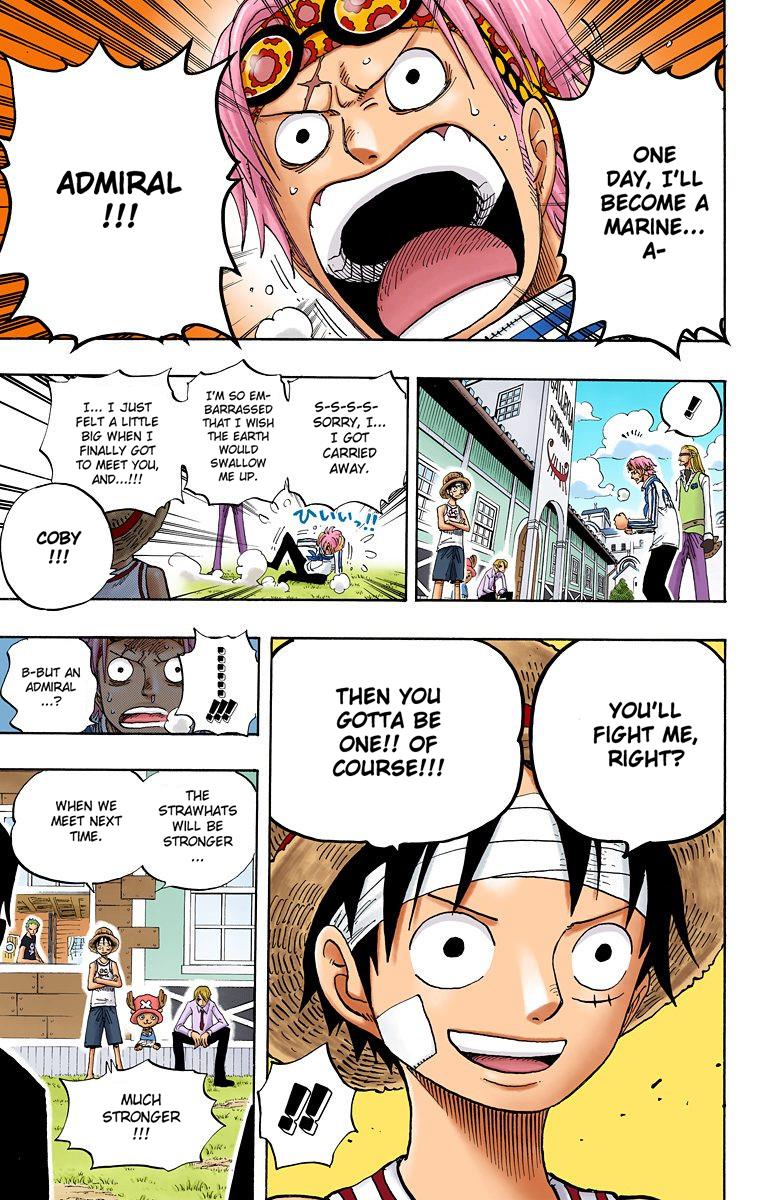 ONE
DAY, I'LL
BECOME A
MARINE...
A-
ADMIRAL
!!!
!
COMPANY
S-S-S-S-
SORRY, I...
I GOT
CARRIED
AWAY.
I'M SO EM-
BARRASSED
THAT I WISH
THE EARTH
WOULD
SWALLOW
ME UP.
I... I JUST
FELT A LITTLE
BIG WHEN I
FINALLY GOT
TO MEET YOU,
AND...!!!
ひいいっ!!
COBY
!!!
YOU'LL
FIGHT ME,
RIGHT?
THEN YOU
GOTTA BE
ONE!! OF
COURSE!!!
!!
B-BUT AN
ADMIRAL
...?
THE
STRAWHATS
WILL BE
STRONGER
...
WHEN WE
MEET NEXT
TIME.
MUCH
STRONGER
!!!